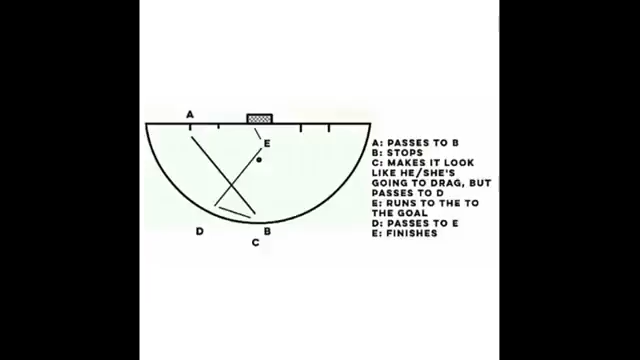 A
E
D
B
C
A: PASSES TO B
B: STOPS
C: MAKES IT LOOK
LIKE HE/SHE'S
GOING TO DRAG, BUT
PASSES TO D
E: RUNS TO THE TO
THE GOAL
D: PASSES TO E
E: FINISHES